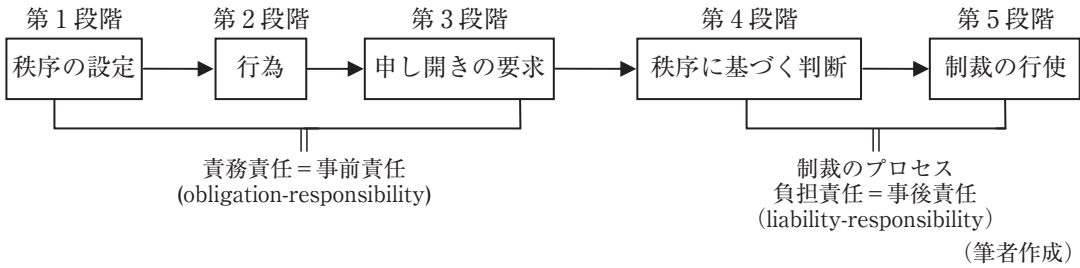 第1段階 第2段階 第3段階 第4段階 第5段階
秩序の設定 行為 申し開きの要求 秩序に基づく判断 制裁の行使
責務責任＝事前責任
(obligation-responsibility)
制裁のプロセス
負担責任＝事後責任
（liability-responsibility）
（筆者作成）